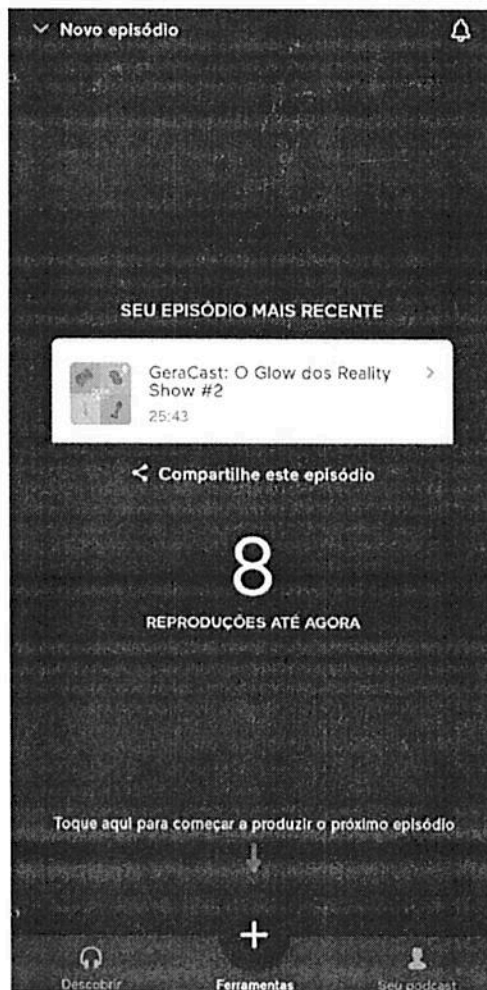 Novo episódio
SEU EPISÓDIO MAIS RECENTE
GeraCast: O Glow dos Reality
Show #2
25:43
Compartilhe este episódio
8
REPRODUÇÕES ATÉ AGORA
Toque aqui para começar a produzir o próximo episódio
Descobrir
Ferramentas
Seu podcast